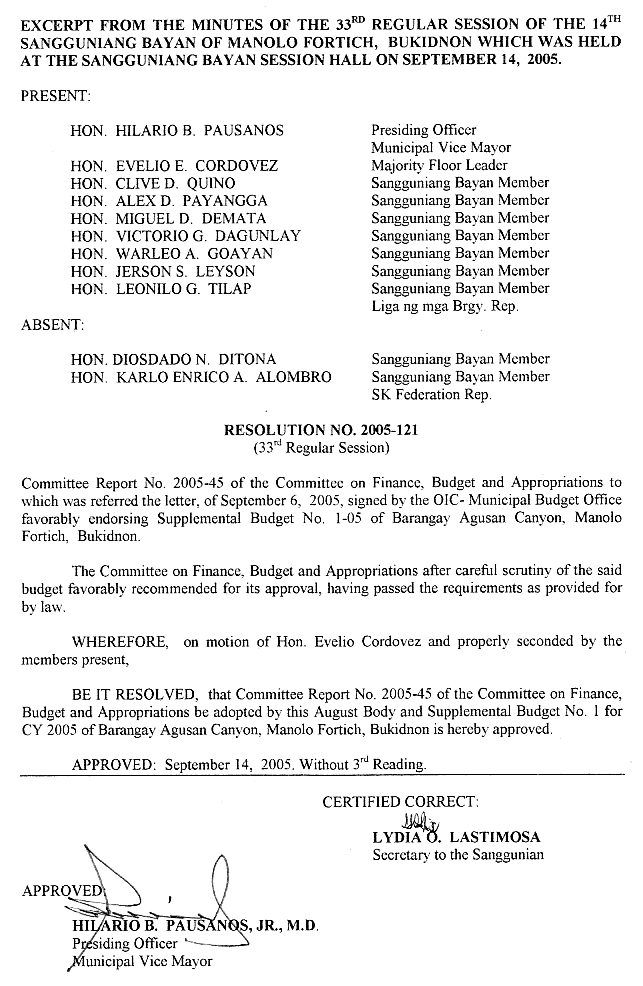 EXCERPT FROM THE MINUTES OF THE 33RD REGULAR SESSION OF THE 14TH
SANGGUNIANG BAYAN OF MANOLO FORTICH, BUKIDNON WHICH WAS HELD
AT THE SANGGUNIANG BAYAN SESSION HALL ON SEPTEMBER 14, 2005.
PRESENT:
HON. HILARIO B. PAUSANOS Presiding Officer
Municipal Vice Mayor
HON. EVELIO E. CORDOVEZ Majority Floor Leader
HON. CLIVE D. QUINO Sangguniang Bayan Member
HON. ALEX D. PAYANGGA Sangguniang Bayan Member
HON. MIGUEL D. DEMATA Sangguniang Bayan Member
HON. VICTORIO G. DAGUNLAY Sangguniang Bayan Member
HON. WARLEO A. GOAYAN Sangguniang Bayan Member
HON. JERSON S. LEYSON Sangguniang Bayan Member
HON. LEONILO G. TILAP Sangguniang Bayan Member
Liga ng mga Brgy. Rep.
ABSENT:
HON. DIOSDADO N. DITONA Sangguniang Bayan Member
HON. KARLO ENRICO A. ALOMBRO Sangguniang Bayan Member
SK Federation Rep.
RESOLUTION NO. 2005-121
(33rd Regular Session)
Committee Report No. 2005-45 of the Committee on Finance, Budget and Appropriations to
which was referred the letter, of September 6, 2005, signed by the OIC- Municipal Budget Office
favorably endorsing Supplemental Budget No. 1-05 of Barangay Agusan Canyon, Manolo
Fortich, Bukidnon.
The Committee on Finance, Budget and Appropriations after careful scrutiny of the said
budget favorably recommended for its approval, having passed the requirements as provided for
by law.
WHEREFORE, on motion of Hon. Evelio Cordovez and properly seconded by the
members present,
BE IT RESOLVED, that Committee Report No. 2005-45 of the Committee on Finance,
Budget and Appropriations be adopted by this August Body and Supplemental Budget No. 1 for
CY 2005 of Barangay Agusan Canyon, Manolo Fortich, Bukidnon is hereby approved.
APPROVED: September 14, 2005. Without 3rd Reading.
CERTIFIED CORRECT:
LYDIA O. LASTIMOSA
Secretary to the Sanggunian
APPROVED:
HILARIO B. PAUSANOS, JR., M.D.
Presiding Officer
Municipal Vice Mayor